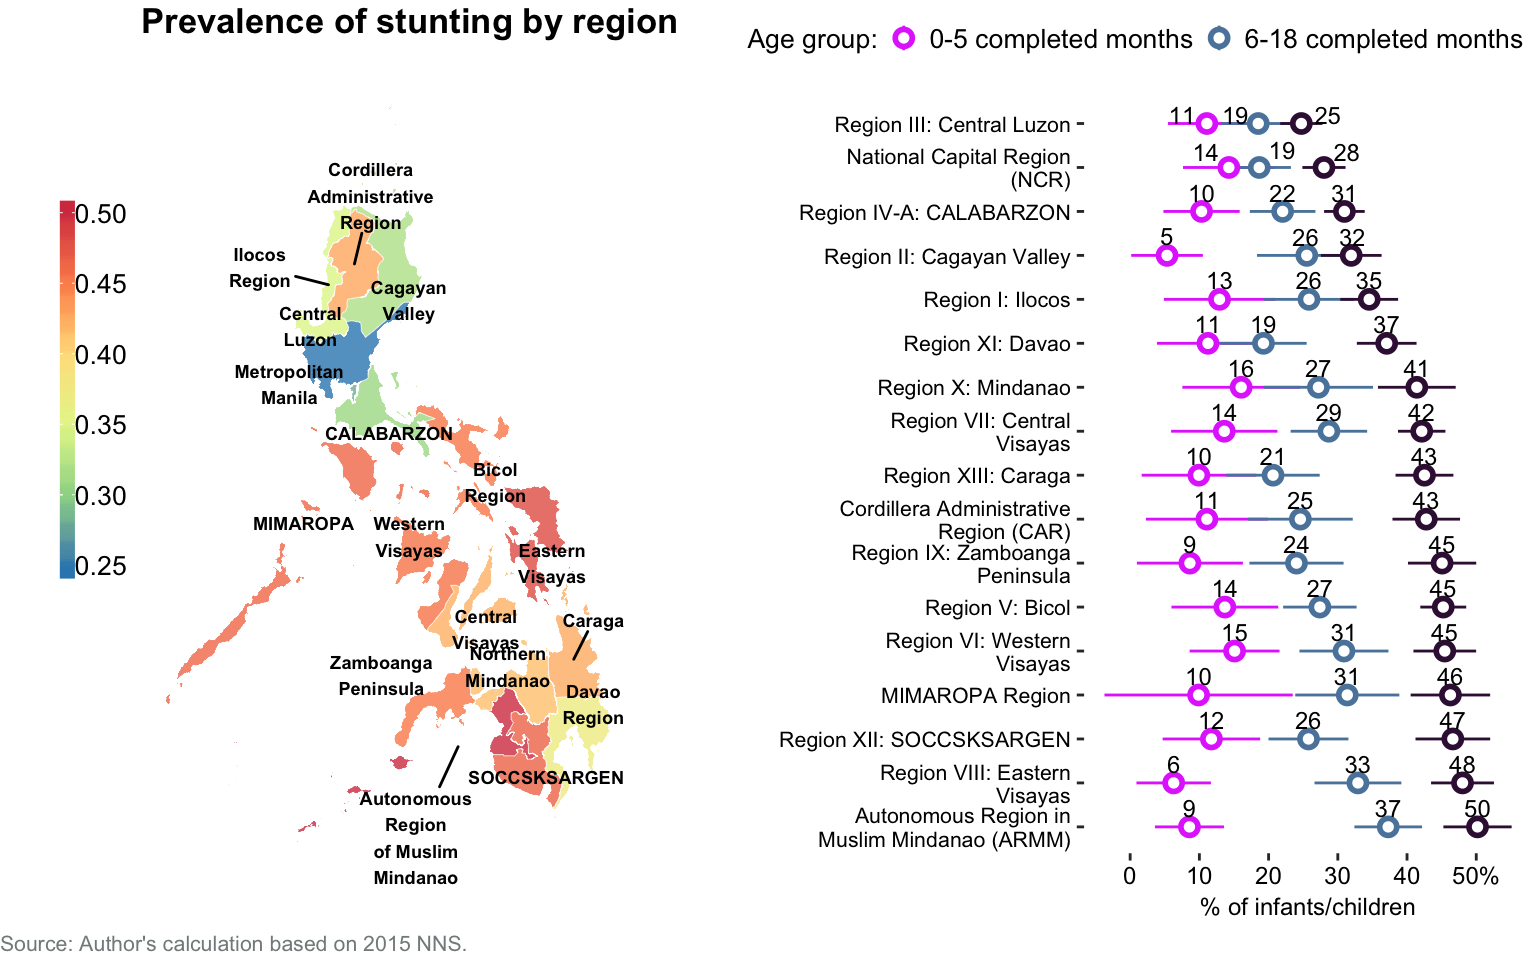 Prevalence of stunting by region
Age group: 0-5 completed months 6-18 completed months
0.50
0.45
0.40
0.35
0.30
0.25
Cordillera
Administrative
Region
Ilocos
Region
Cagayan
Valley
Central
Luzon
Metropolitan
Manila
CALABARZON
Bicol
Region
MIMAROPA
Western
Visayas
Eastern
Visayas
Central
Visayas
Caraga
Northern
Mindanao
Zamboanga
Peninsula
Davao
Region
SOCCSKSARGEN
Autonomous
Region
of Muslim
Mindanao
Region III: Central Luzon
11 19 25
National Capital Region
(NCR)
14 19 28
Region IV-A: CALABARZON
10 22 31
Region II: Cagayan Valley
5 26 32
Region I: Ilocos
13 26 35
Region XI: Davao
11 19 37
Region X: Mindanao
16 27 41
Region VII: Central
Visayas
14 29 42
Region XIII: Caraga
10 21 43
Cordillera Administrative
Region (CAR)
11 25 43
Region IX: Zamboanga
Peninsula
9 24 45
Region V: Bicol
14 27 45
Region VI: Western
Visayas
15 31 45
MIMAROPA Region
10 31 46
Region XII: SOCCSKSARGEN
12 26 47
Region VIII: Eastern
Visayas
6 33 48
Autonomous Region in
Muslim Mindanao (ARMM)
9 37 50
0 10 20 30 40 50%
% of infants/children
Source: Author's calculation based on 2015 NNS.